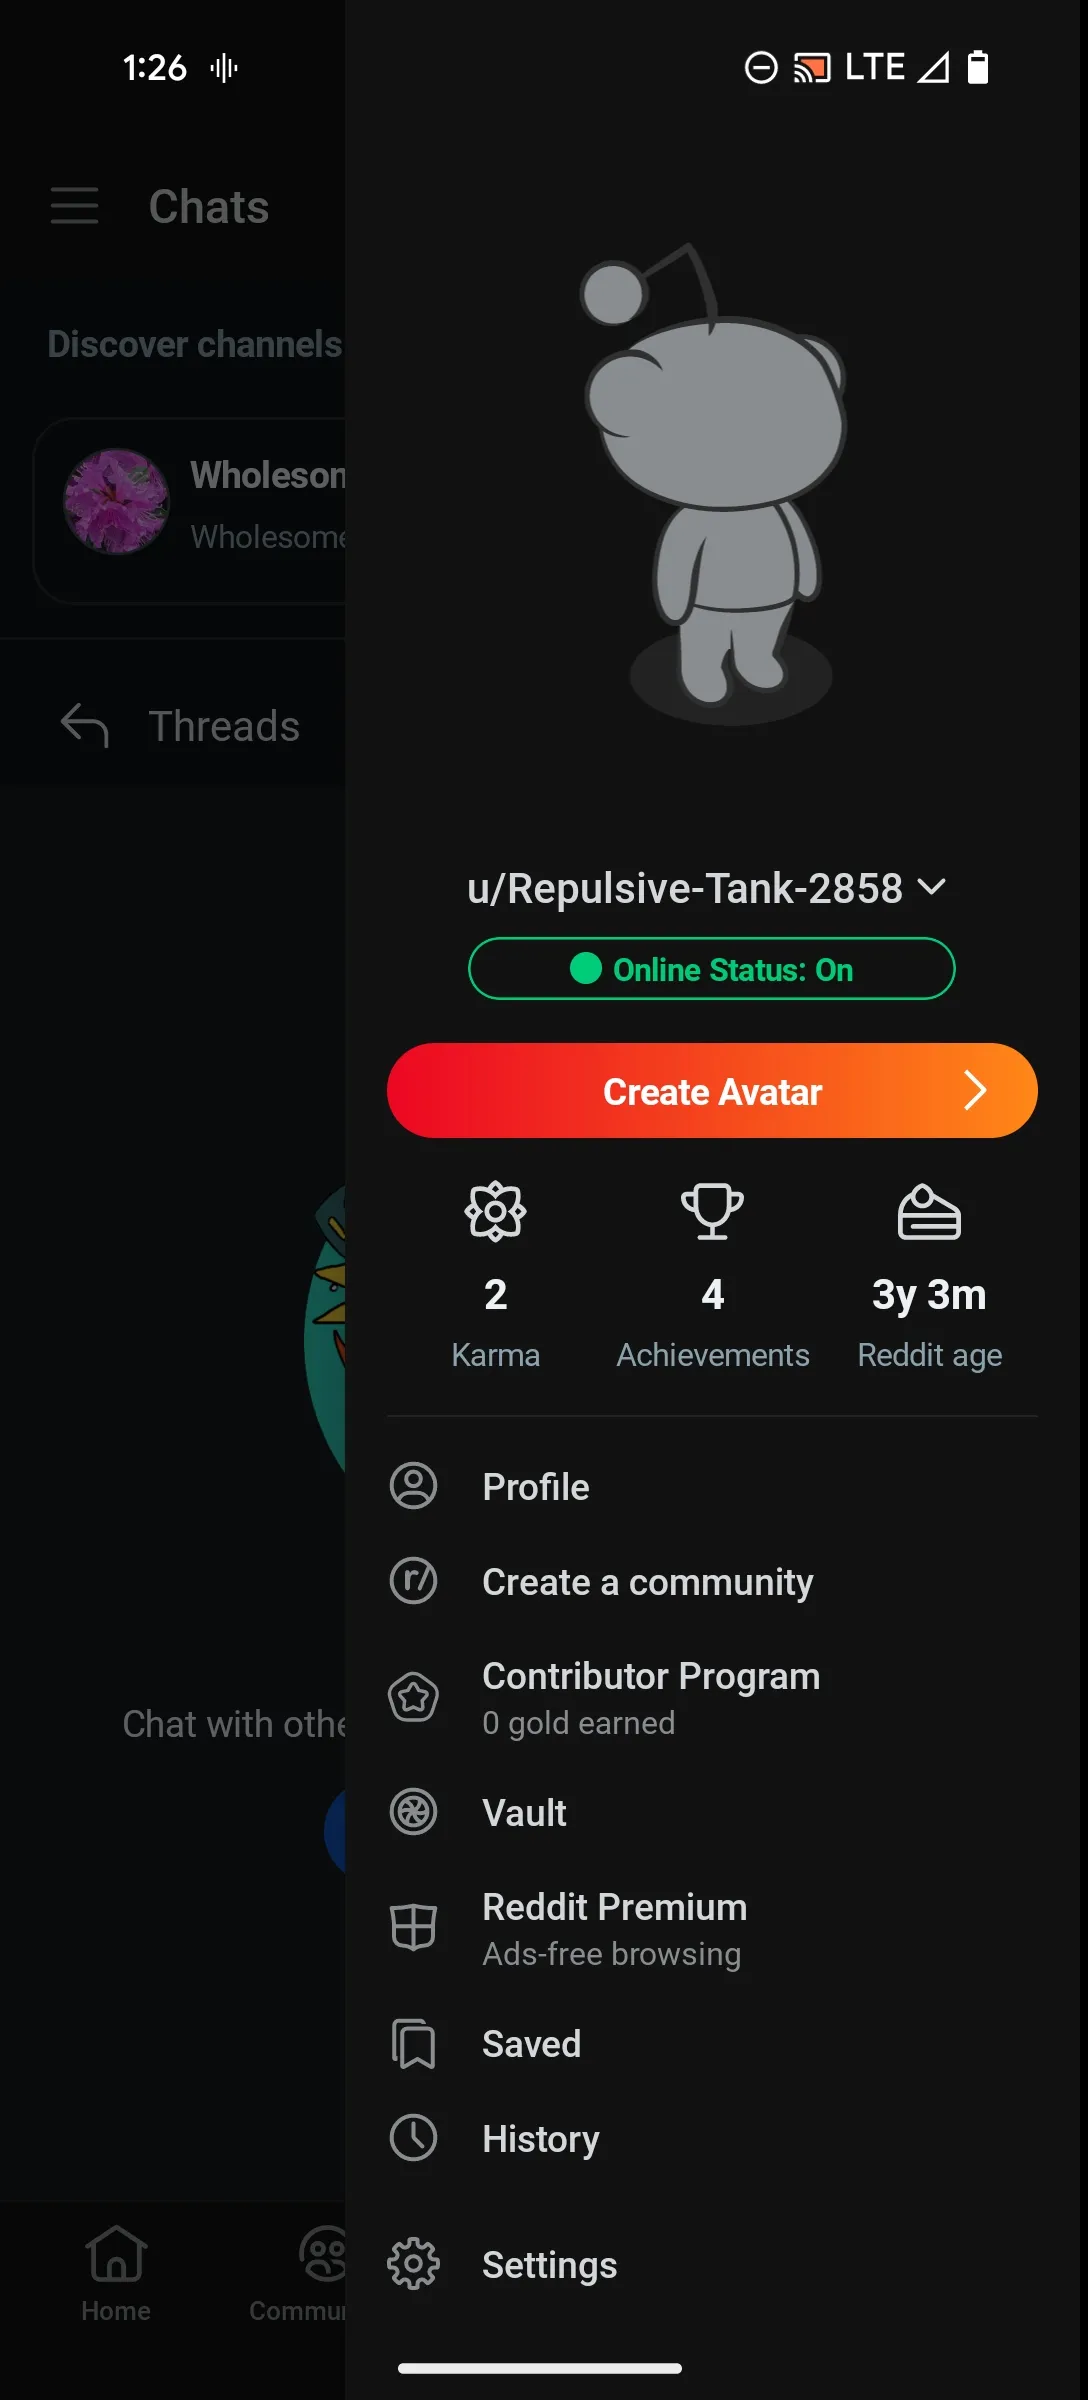 1:26
LTE
Chats
Discover channels
Wholesom
Wholesome
Threads
u/Repulsive-Tank-2858
Online Status: On
Create Avatar
2
4
3y 3m
Karma
Achievements
Reddit age
Profile
Create a community
Contributor Program
0 gold earned
Vault
Reddit Premium
Ads-free browsing
Saved
History
Settings
Chat with othe
Home
Commun